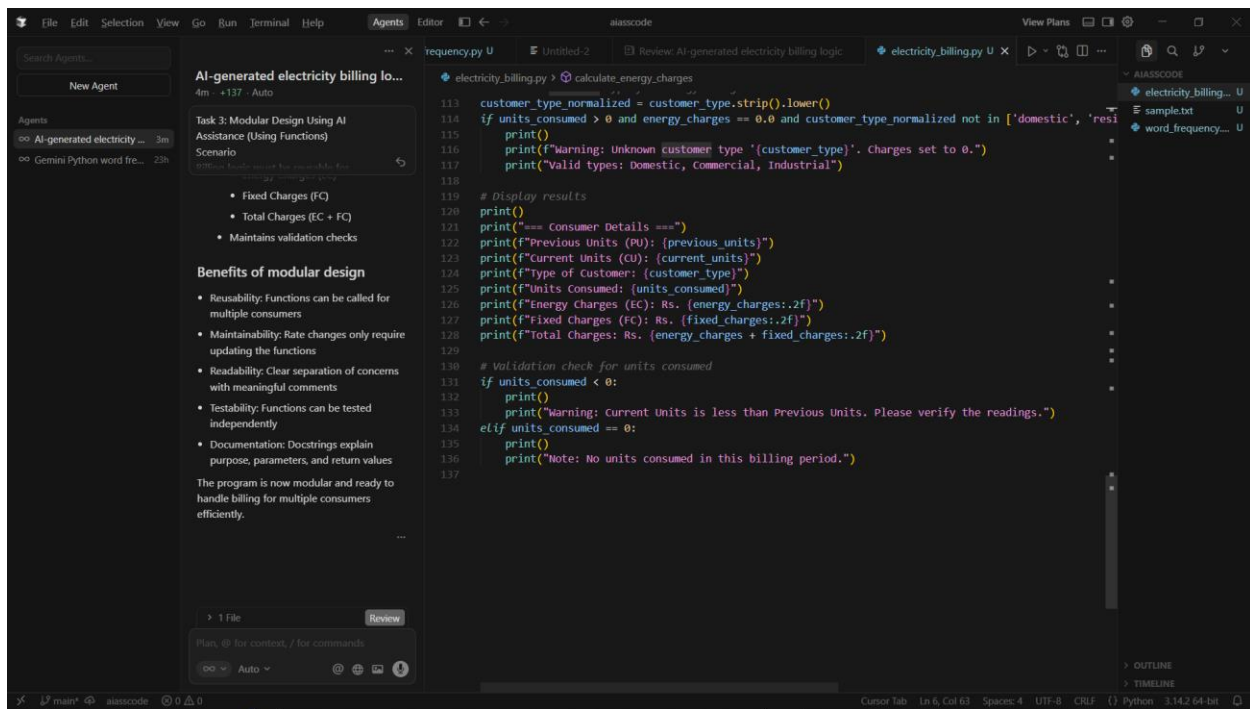 File Edit Selection View Go Run Terminal Help
Agents Editor
aiasscode
View Plans
Search Agents...
New Agent
Agents
AI-generated electricity ... 3m
Gemini Python word fre... 23h
AI-generated electricity billing lo...
4m · +137 · Auto
Task 3: Modular Design Using AI
Assistance (Using Functions)
Scenario
• Fixed Charges (FC)
• Total Charges (EC + FC)
• Maintains validation checks
Benefits of modular design
• Reusability: Functions can be called for
multiple consumers
• Maintainability: Rate changes only require
updating the functions
• Readability: Clear separation of concerns
with meaningful comments
• Testability: Functions can be tested
independently
• Documentation: Docstrings explain
purpose, parameters, and return values
The program is now modular and ready to
handle billing for multiple consumers
efficiently.
> 1 File Review
Plan, @ for context, / for commands
Auto
requency.py U Untitled-2 Review: AI-generated electricity billing logic electricity_billing.py U
electricity_billing.py > calculate_energy_charges
113 customer_type_normalized = customer_type.strip().lower()
114 if units_consumed > 0 and energy_charges == 0.0 and customer_type_normalized not in ['domestic', 'resi
115 print()
116 print(f"Warning: Unknown customer type '{customer_type}'. Charges set to 0.")
117 print("Valid types: Domestic, Commercial, Industrial")
118
119 # Display results
120 print()
121 print("=== Consumer Details ===")
122 print(f"Previous Units (PU): {previous_units}")
123 print(f"Current Units (CU): {current_units}")
124 print(f"Type of Customer: {customer_type}")
125 print(f"Units Consumed: {units_consumed}")
126 print(f"Energy Charges (EC): Rs. {energy_charges:.2f}")
127 print(f"Fixed Charges (FC): Rs. {fixed_charges:.2f}")
128 print(f"Total Charges: Rs. {energy_charges + fixed_charges:.2f}")
129
130 # Validation check for units consumed
131 if units_consumed < 0:
132 print()
133 print("Warning: Current Units is less than Previous Units. Please verify the readings.")
134 elif units_consumed == 0:
135 print()
136 print("Note: No units consumed in this billing period.")
137
AIASSCODE
electricity_billing... U
sample.txt U
word_frequency.... U
> OUTLINE
> TIMELINE
main* aiasscode 0 0
Cursor Tab Ln 6, Col 63 Spaces: 4 UTF-8 CRLF {} Python 3.14.2 64-bit